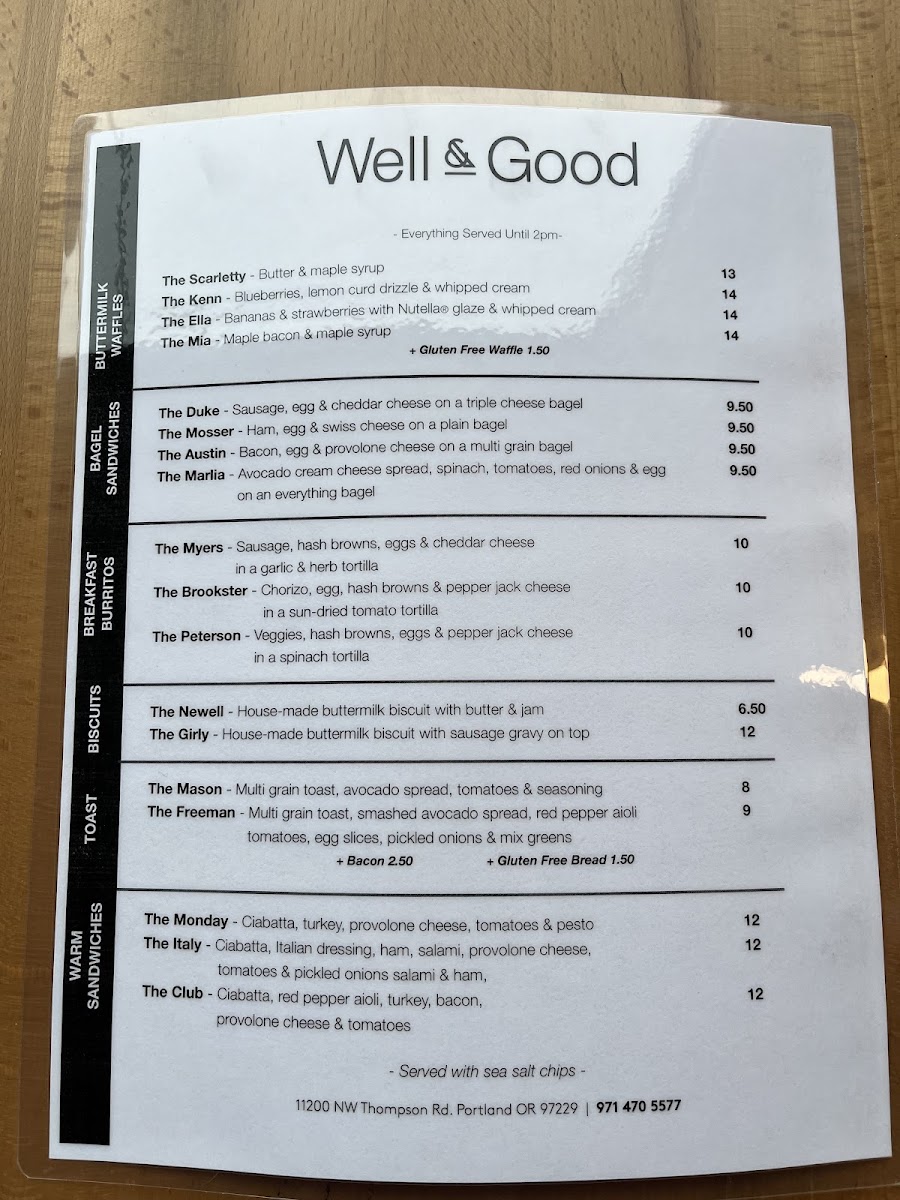 Well & Good
- Everything Served Until 2pm-
BUTTERMILK
WAFFLES
The Scarletty - Butter & maple syrup 13
The Kenn - Blueberries, lemon curd drizzle & whipped cream 14
The Ella - Bananas & strawberries with Nutella® glaze & whipped cream 14
The Mia - Maple bacon & maple syrup 14
+ Gluten Free Waffle 1.50
BAGEL
SANDWICHES
The Duke - Sausage, egg & cheddar cheese on a triple cheese bagel 9.50
The Mosser - Ham, egg & swiss cheese on a plain bagel 9.50
The Austin - Bacon, egg & provolone cheese on a multi grain bagel 9.50
The Marlia - Avocado cream cheese spread, spinach, tomatoes, red onions & egg 9.50
on an everything bagel
BREAKFAST
BURRITOS
The Myers - Sausage, hash browns, eggs & cheddar cheese 10
in a garlic & herb tortilla
The Brookster - Chorizo, egg, hash browns & pepper jack cheese 10
in a sun-dried tomato tortilla
The Peterson - Veggies, hash browns, eggs & pepper jack cheese 10
in a spinach tortilla
BISCUITS
The Newell - House-made buttermilk biscuit with butter & jam 6.50
The Girly - House-made buttermilk biscuit with sausage gravy on top 12
TOAST
The Mason - Multi grain toast, avocado spread, tomatoes & seasoning 8
The Freeman - Multi grain toast, smashed avocado spread, red pepper aioli 9
tomatoes, egg slices, pickled onions & mix greens
+ Bacon 2.50 + Gluten Free Bread 1.50
WARM
SANDWICHES
The Monday - Ciabatta, turkey, provolone cheese, tomatoes & pesto 12
The Italy - Ciabatta, Italian dressing, ham, salami, provolone cheese, 12
tomatoes & pickled onions salami & ham,
The Club - Ciabatta, red pepper aioli, turkey, bacon, 12
provolone cheese & tomatoes
- Served with sea salt chips -
11200 NW Thompson Rd. Portland OR 97229 | 971 470 5577